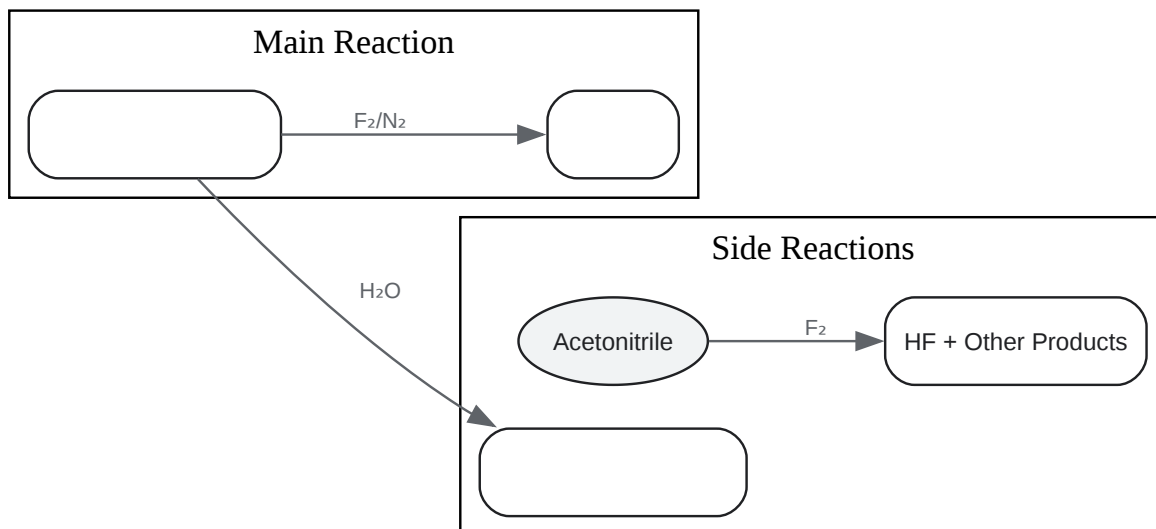 Main Reaction
F₂/N₂
H₂O
Side Reactions
Acetonitrile
F₂
HF + Other Products